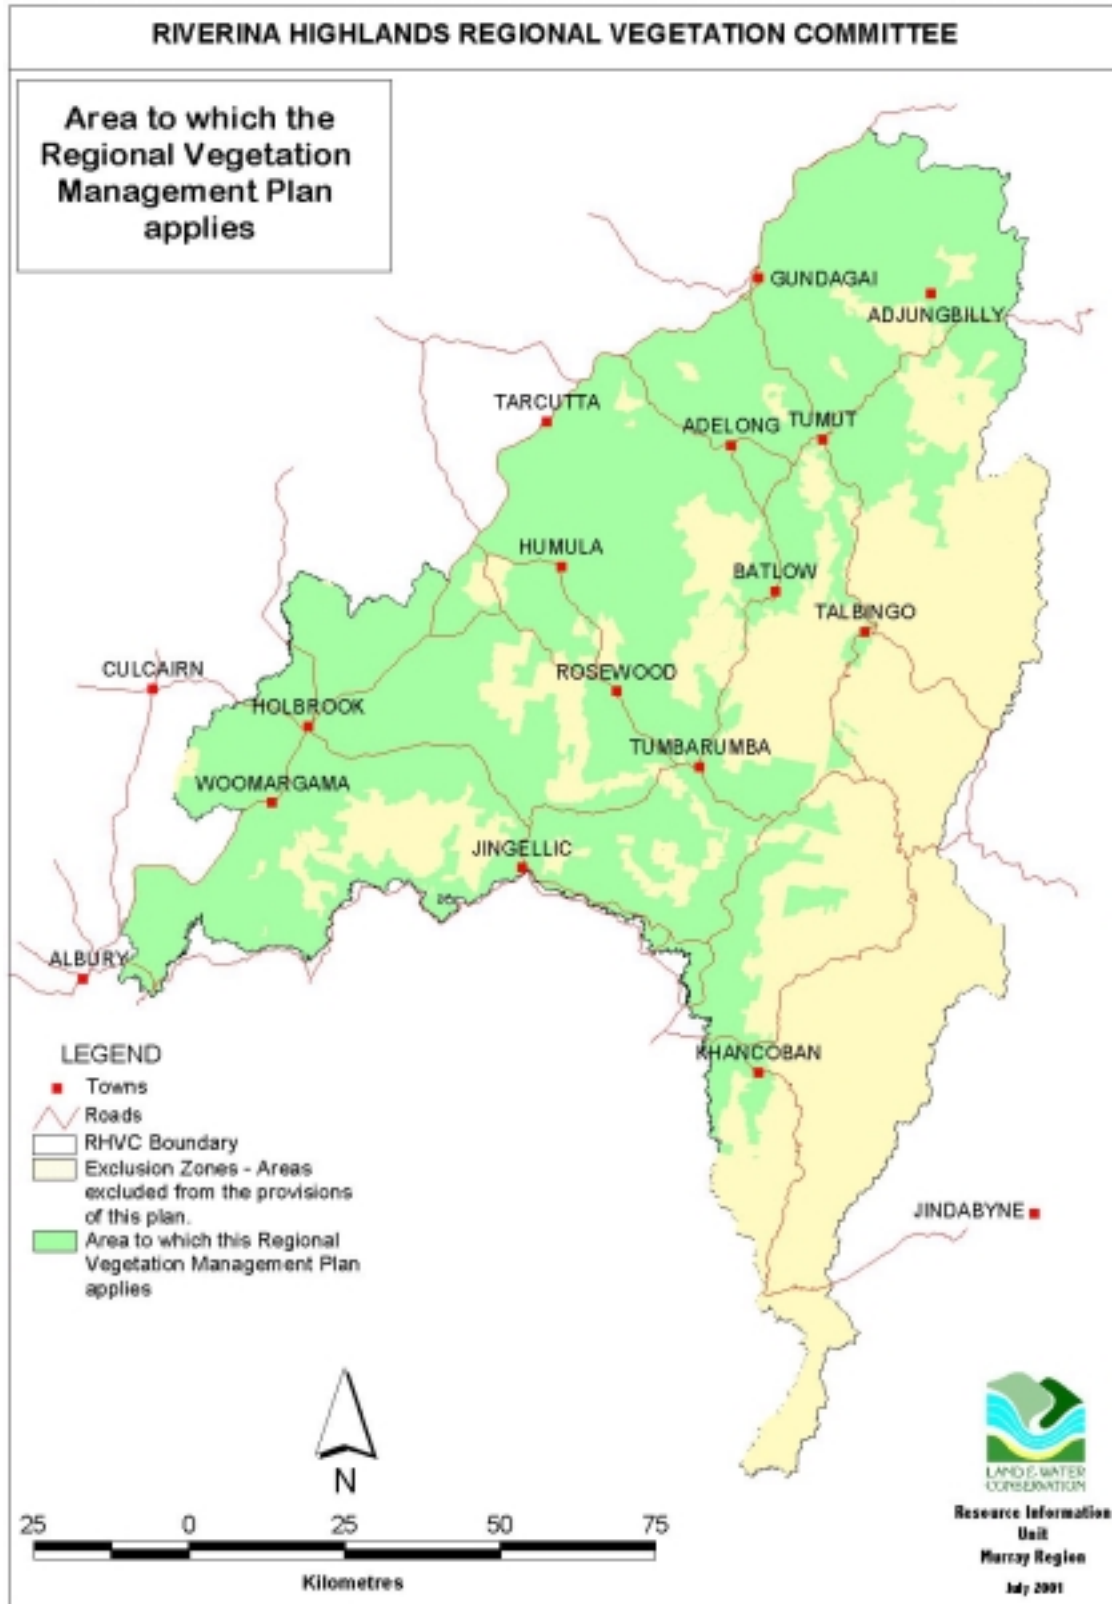 RIVERINA HIGHLANDS REGIONAL VEGETATION COMMITTEE
Area to which the
Regional Vegetation
Management Plan
applies
GUNDAGAI
ADJUNGBILLY
TARCUTTA
ADELONG
TUMUT
HUMULA
BATLOW
TALBINGO
CULCAIRN
ROSEWOOD
HOLBROOK
TUMBARUMBA
WOOMARGAMA
JINGELLIC
ALBURY
KHANCOBAN
JINDABYNE
LEGEND
Towns
Roads
RHVC Boundary
Exclusion Zones - Areas
excluded from the provisions
of this plan.
Area to which this Regional
Vegetation Management Plan
applies
N
25 0 25 50 75
Kilometres
LAND & WATER
CONSERVATION
Resource Information
Unit
Murray Region
July 2001